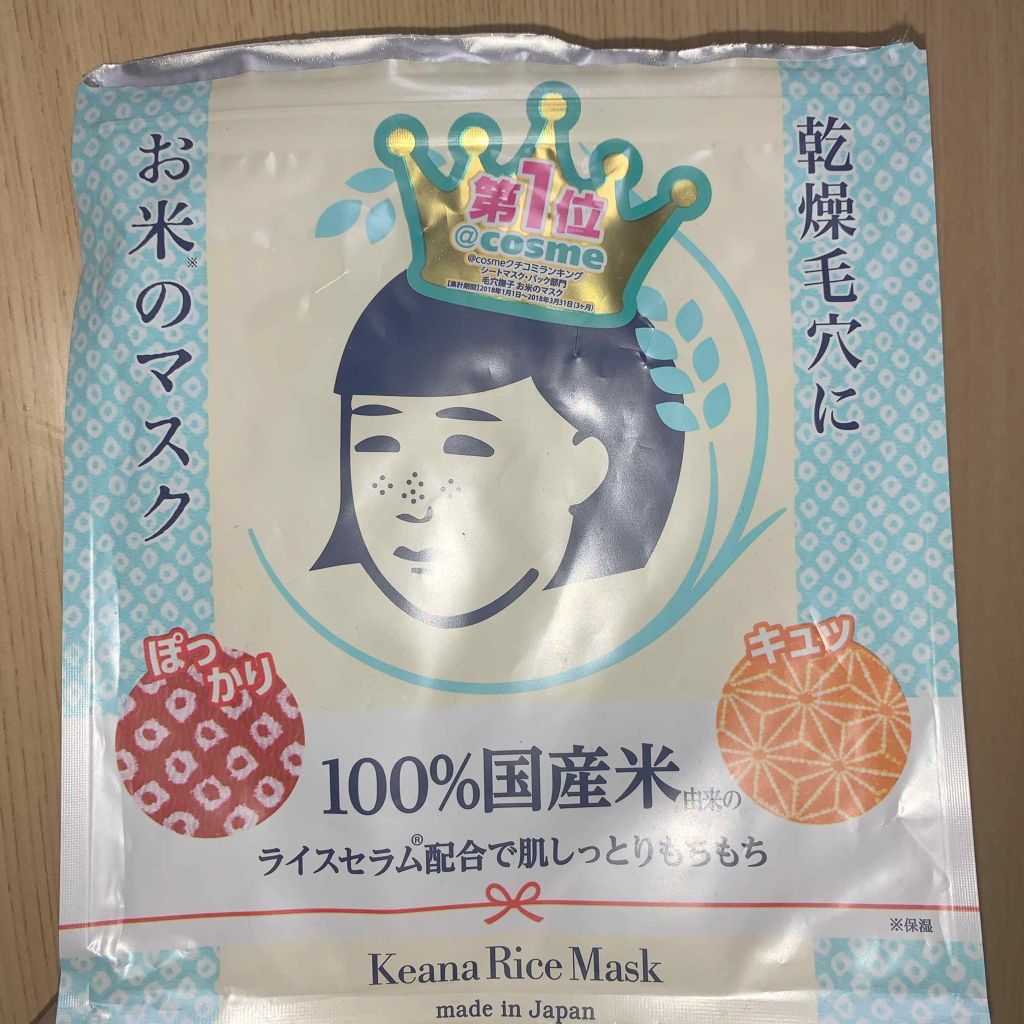 乾燥毛穴に
お米※のマスク
第1位
@cosme
@cosmeクチコミランキング
シートマスク・パック部門
毛穴撫子 お米のマスク
【集計期間】2018年1月1日～2018年3月31日(3ヶ月)
ぽっかり
キュッ
100%国産米由来の
ライスセラム®配合で肌しっとりもちもち
※保湿
Keana Rice Mask
made in Japan